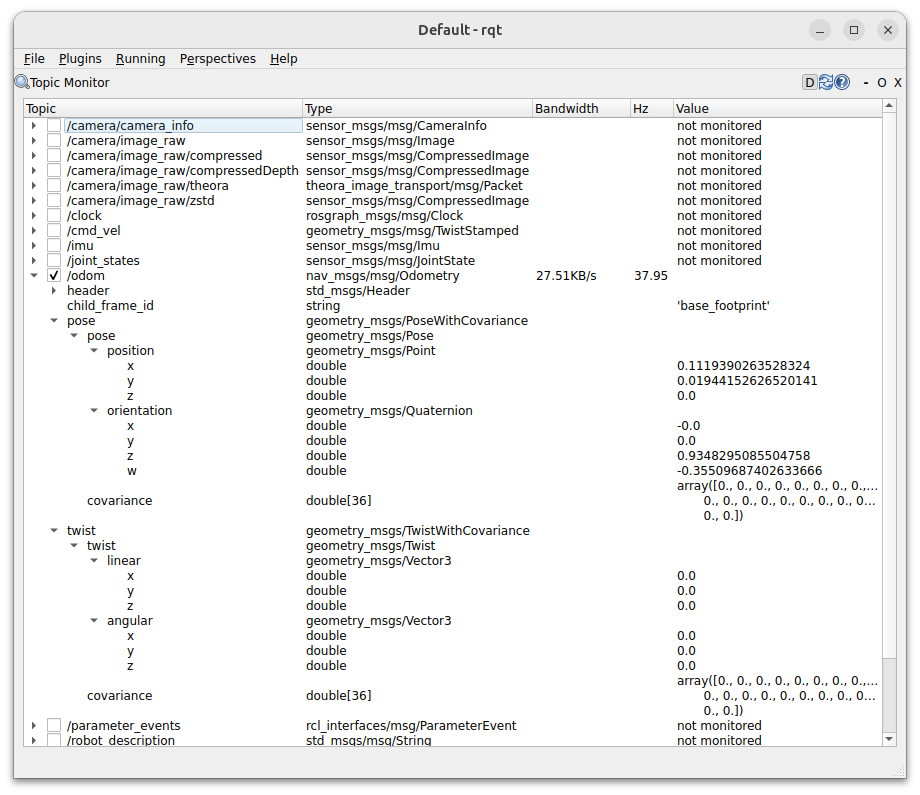 Default - rqt
File Plugins Running Perspectives Help
Topic Monitor D ? - O X
Topic Type Bandwidth Hz Value
/camera/camera_info sensor_msgs/msg/CameraInfo not monitored
/camera/image_raw sensor_msgs/msg/Image not monitored
/camera/image_raw/compressed sensor_msgs/msg/CompressedImage not monitored
/camera/image_raw/compressedDepth sensor_msgs/msg/CompressedImage not monitored
/camera/image_raw/theora theora_image_transport/msg/Packet not monitored
/camera/image_raw/zstd sensor_msgs/msg/CompressedImage not monitored
/clock rosgraph_msgs/msg/Clock not monitored
/cmd_vel geometry_msgs/msg/TwistStamped not monitored
/imu sensor_msgs/msg/Imu not monitored
/joint_states sensor_msgs/msg/JointState not monitored
/odom nav_msgs/msg/Odometry 27.51KB/s 37.95
header std_msgs/Header
child_frame_id string 'base_footprint'
pose geometry_msgs/PoseWithCovariance
pose geometry_msgs/Pose
position geometry_msgs/Point
x double 0.1119390263528324
y double 0.01944152626520141
z double 0.0
orientation geometry_msgs/Quaternion
x double -0.0
y double 0.0
z double 0.9348295085504758
w double -0.35509687402633666
array([0., 0., 0., 0., 0., 0., 0., 0.,...
covariance double[36] 0., 0., 0., 0., 0., 0., 0., 0., 0...
0., 0.])
twist geometry_msgs/TwistWithCovariance
twist geometry_msgs/Twist
linear geometry_msgs/Vector3
x double 0.0
y double 0.0
z double 0.0
angular geometry_msgs/Vector3
x double 0.0
y double 0.0
z double 0.0
array([0., 0., 0., 0., 0., 0., 0., 0.,...
covariance double[36] 0., 0., 0., 0., 0., 0., 0., 0., 0...
0., 0.])
/parameter_events rcl_interfaces/msg/ParameterEvent not monitored
/robot_description std_msgs/msg/String not monitored